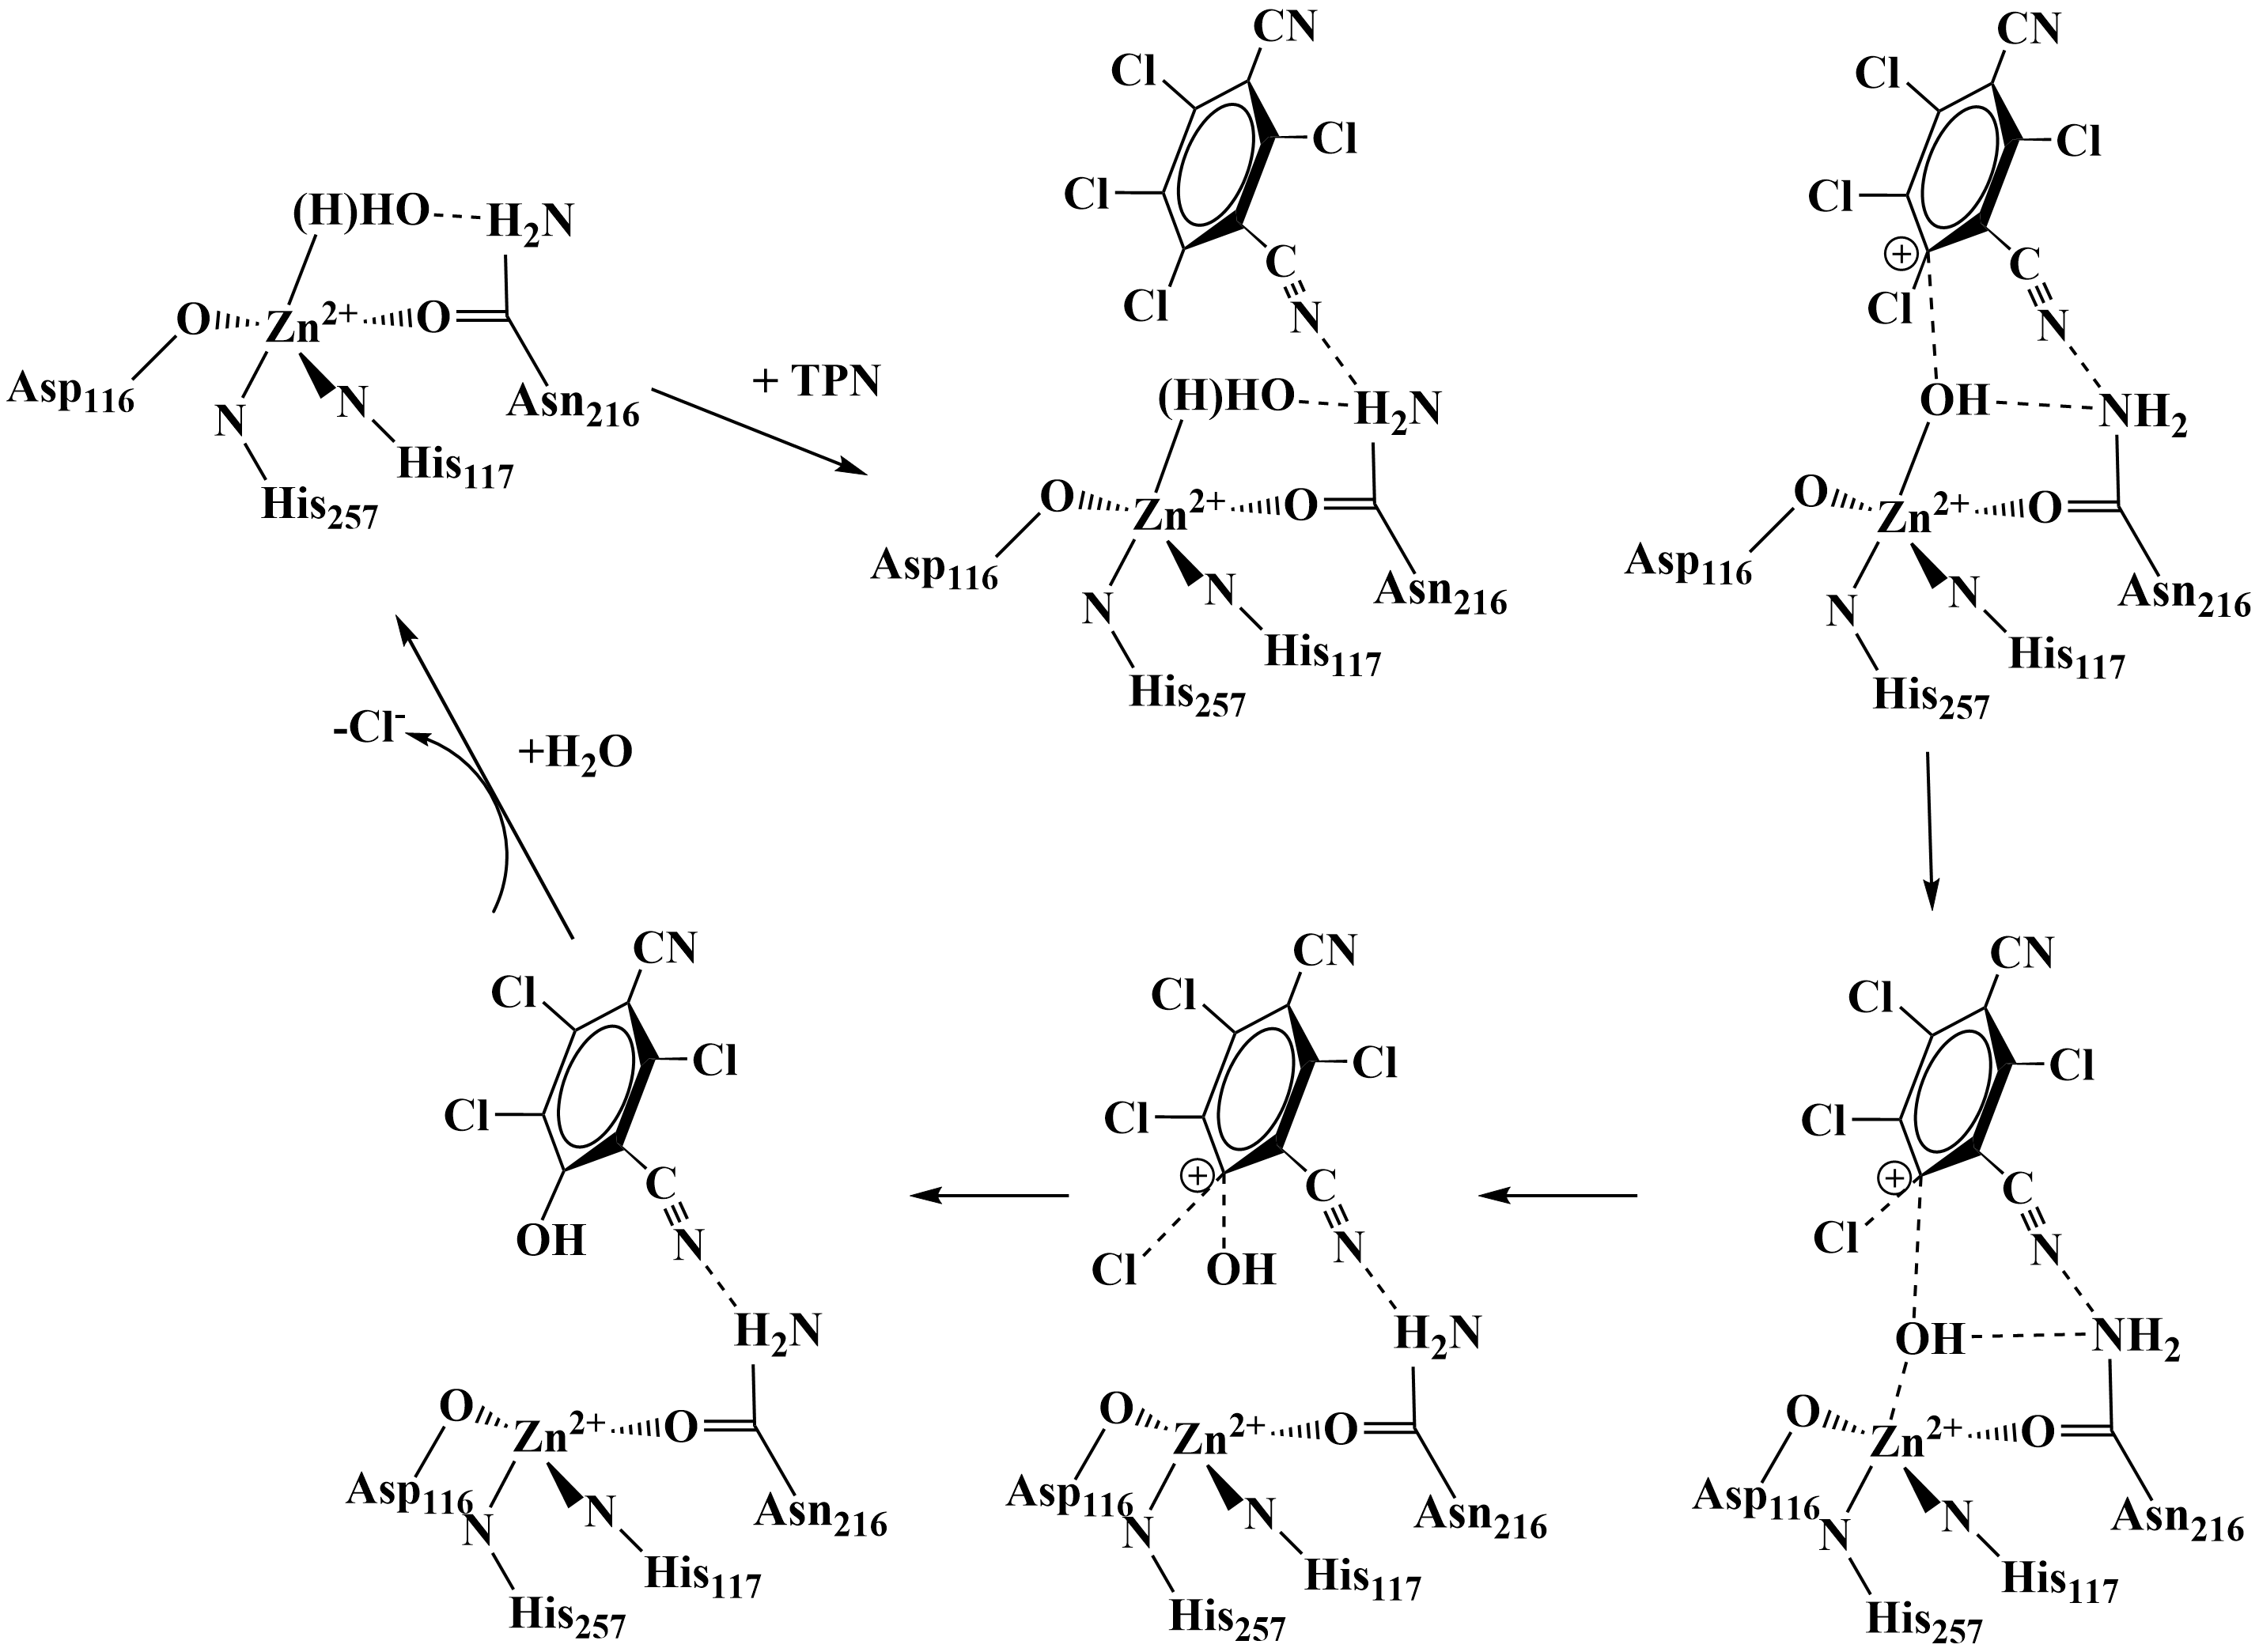 (H)HO
H₂N
O
Zn²⁺
O
Asp₁₁₆
N
N
Asn₂₁₆
His₁₁₇
His₂₅₇
+ TPN
CN
Cl
Cl
Cl
C
Cl
N
(H)HO
H₂N
O
Zn²⁺
O
Asp₁₁₆
N
N
Asn₂₁₆
His₁₁₇
His₂₅₇
CN
Cl
Cl
Cl
+
C
Cl
N
OH
NH₂
O
Zn²⁺
O
Asp₁₁₆
N
N
Asn₂₁₆
His₁₁₇
His₂₅₇
-Cl⁻
+H₂O
CN
Cl
Cl
Cl
C
OH
N
H₂N
O
Zn²⁺
O
Asp₁₁₆
N
N
Asn₂₁₆
His₁₁₇
His₂₅₇
CN
Cl
Cl
Cl
+
C
Cl
OH
N
H₂N
O
Zn²⁺
O
Asp₁₁₆
N
N
Asn₂₁₆
His₁₁₇
His₂₅₇
CN
Cl
Cl
Cl
+
C
Cl
N
OH
NH₂
O
Zn²⁺
O
Asp₁₁₆
N
N
Asn₂₁₆
His₁₁₇
His₂₅₇